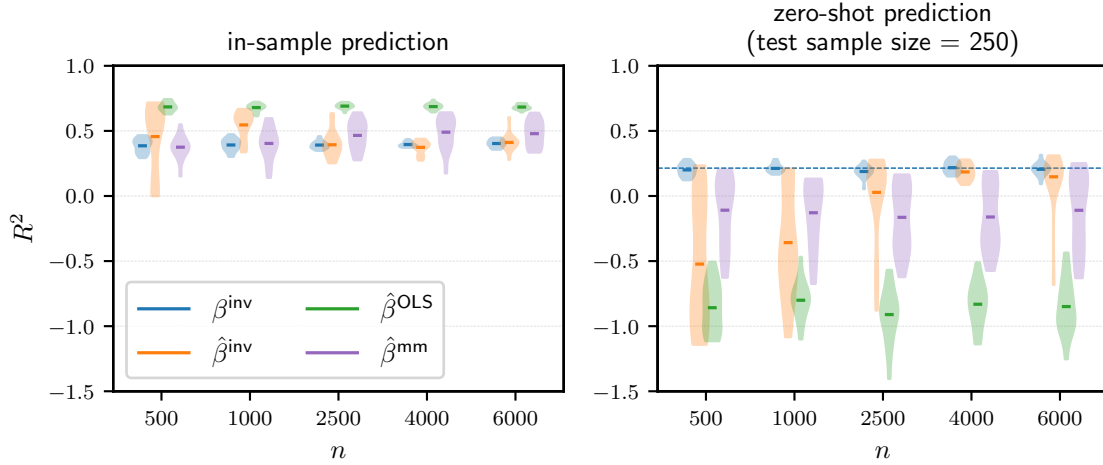 in-sample prediction
zero-shot prediction
(test sample size = 250)
R²
1.0
0.5
0.0
−0.5
−1.0
−1.5
500 1000 2500 4000 6000
n
β^inv
β̂^inv
β̂^OLS
β̂^mm
1.0
0.5
0.0
−0.5
−1.0
−1.5
500 1000 2500 4000 6000
n